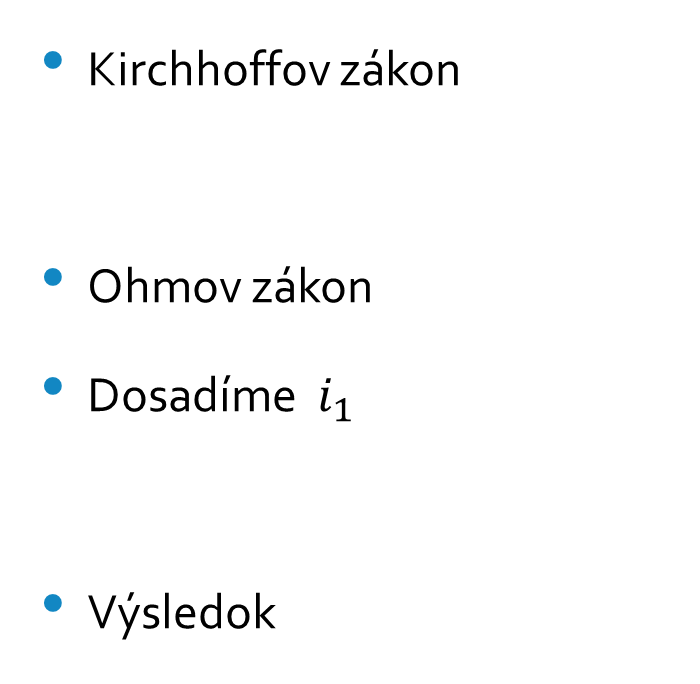 • Kirchhoffov zákon
• Ohmov zákon
• Dosadíme i₁
• Výsledok